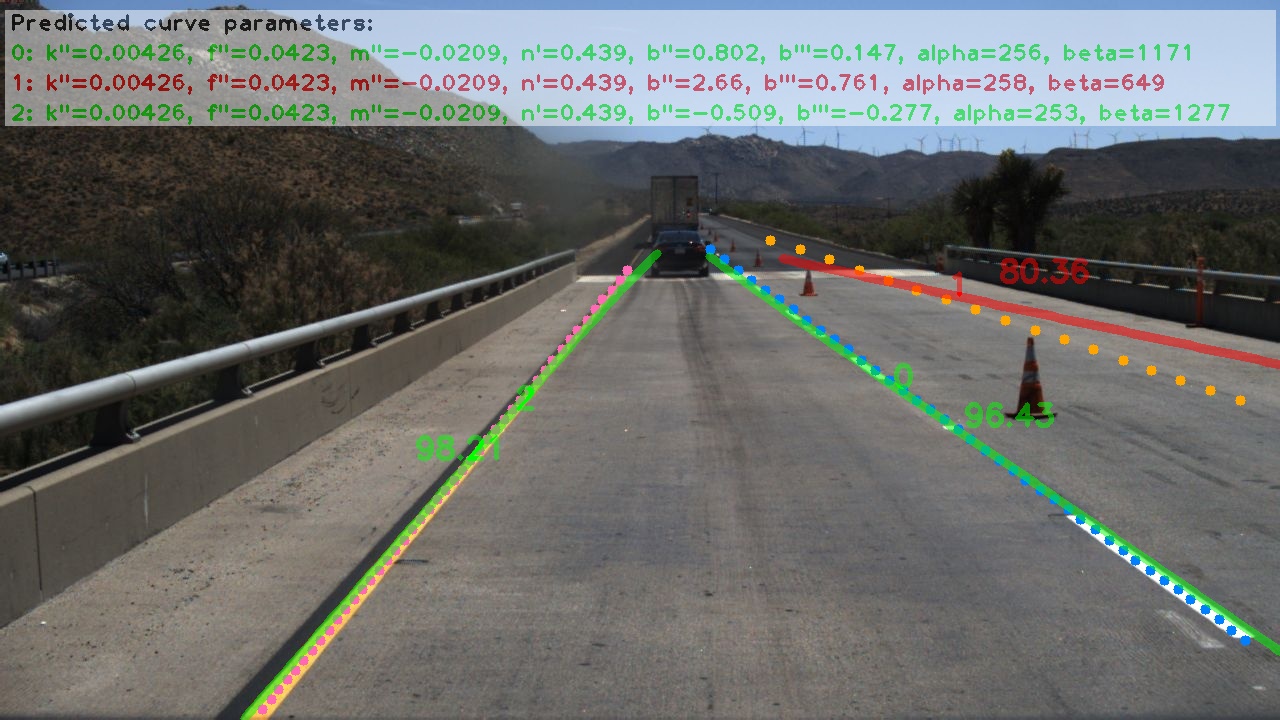 Predicted curve parameters:
0: k''=0.00426, f''=0.0423, m''=−0.0209, n'=0.439, b''=0.802, b'''=0.147, alpha=256, beta=1171
1: k''=0.00426, f''=0.0423, m''=−0.0209, n'=0.439, b''=2.66, b'''=0.761, alpha=258, beta=649
2: k''=0.00426, f''=0.0423, m''=−0.0209, n'=0.439, b''=−0.509, b'''=−0.277, alpha=253, beta=1277
1 80.36
0
2
96.43
98.21